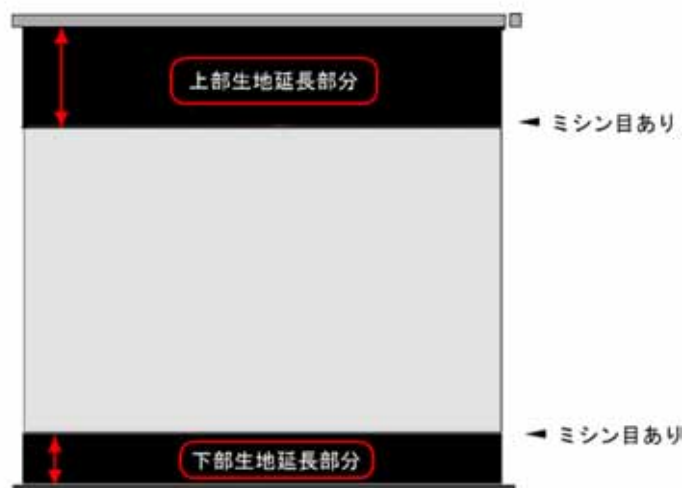 上部生地延長部分
◄ ミシン目あり
◄ ミシン目あり
下部生地延長部分